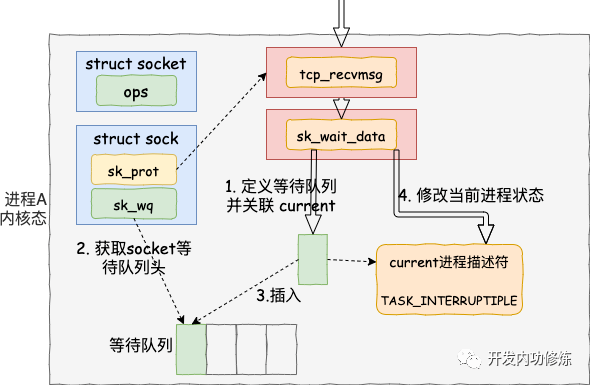 struct socket
ops
tcp_recvmsg
struct sock
sk_prot
sk_wq
sk_wait_data
进程A
内核态
1. 定义等待队列
并关联 current
4. 修改当前进程状态
2. 获取socket等
待队列头
3.插入
current进程描述符
TASK_INTERRUPTIPLE
等待队列
开发内功修炼